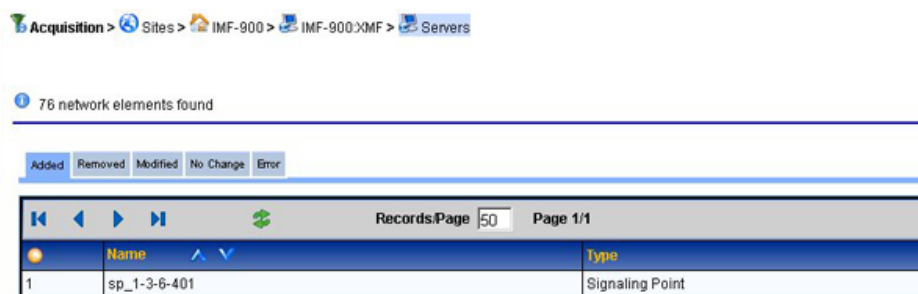 Acquisition > Sites > IMF-900 > IMF-900:XMF > Servers
76 network elements found
Added Removed Modified No Change Error
Records/Page 50 Page 1/1
Name Type
1 sp_1-3-6-401 Signaling Point